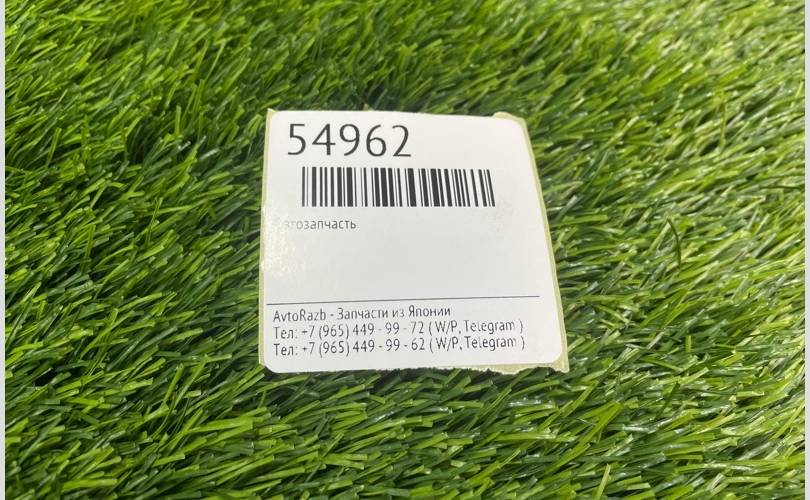 54962
автозапчасть
AvtoRazb - Запчасти из Японии
Тел: +7 (965) 449 - 99 - 72 ( W/P, Telegram )
Тел: +7 (965) 449 - 99 - 62 ( W/P, Telegram )